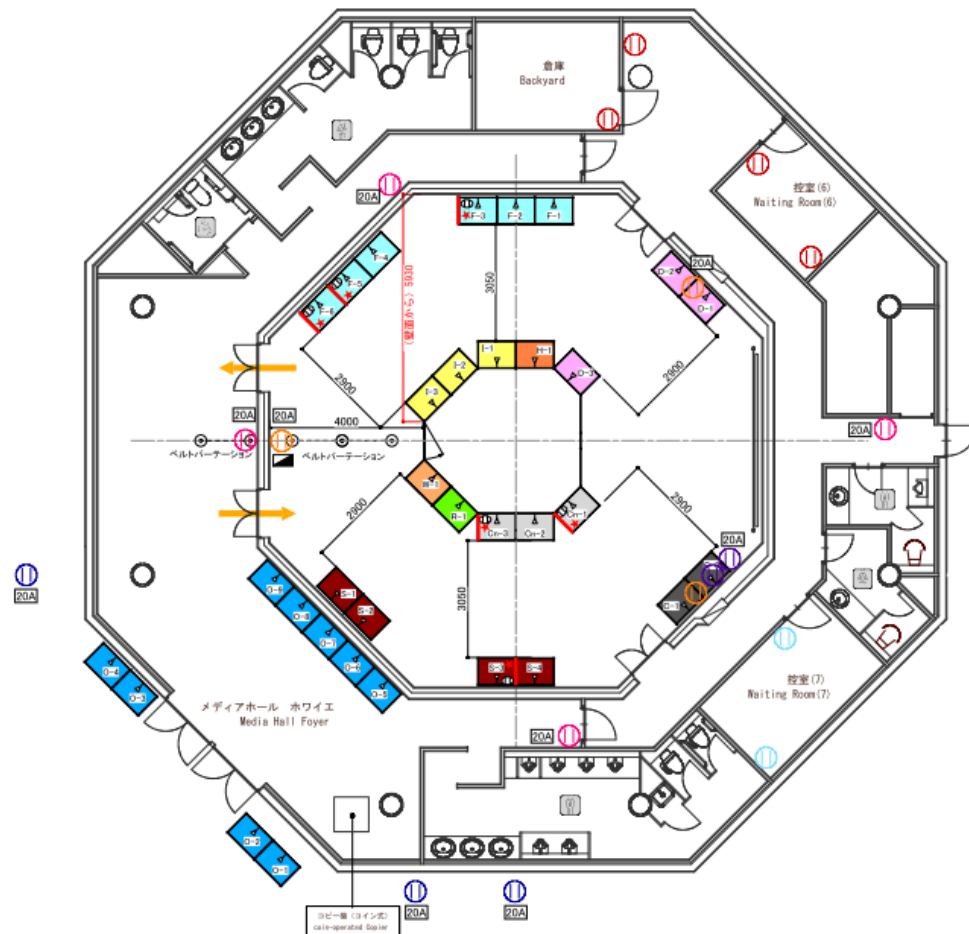 倉庫
Backyard
控室(6)
Waiting Room(6)
20A
F-3
F-2
F-1
F-4
F-5
F-6
(壁面から) 5930
3050
20A
D-2
D-1
I-1
H-1
I-2
I-3
D-3
2900
2900
4000
20A
20A
ベルトパーテーション
ベルトパーテーション
20A
2900
2900
R-1
Cn-3
Cn-2
Cn-1
20A
20A
3050
S-1
S-2
S-3
S-4
O-9
O-8
O-7
O-6
O-5
O-4
O-3
メディアホール ホワイエ
Media Hall Foyer
控室(7)
Waiting Room(7)
20A
O-2
O-1
コピー機 (コイン式)
coin-operated Copier
20A
20A